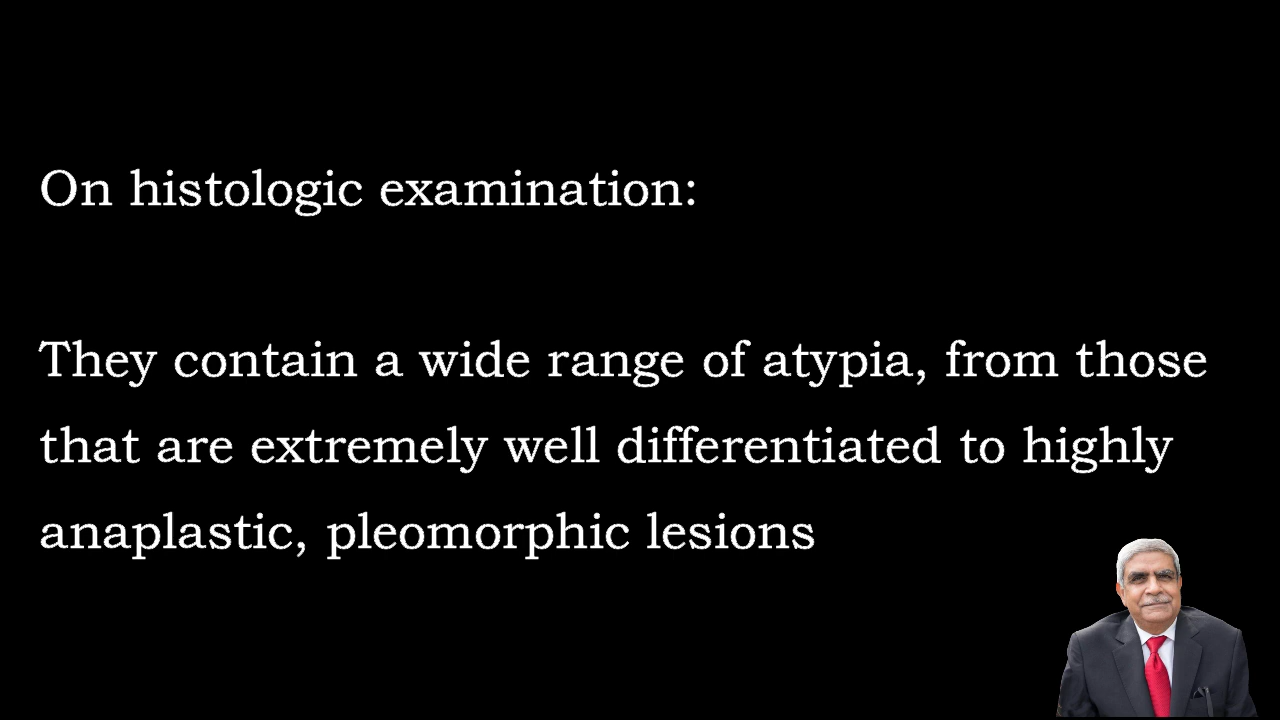 On histologic examination:
They contain a wide range of atypia, from those
that are extremely well differentiated to highly
anaplastic, pleomorphic lesions